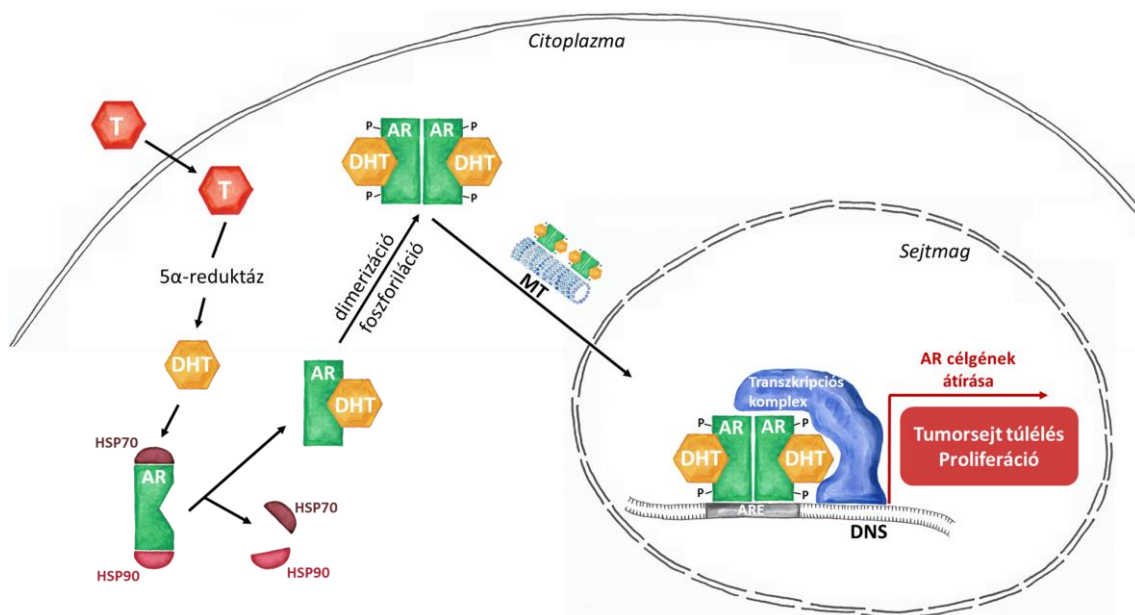 Citoplazma
T
T
5α-reduktáz
DHT
HSP70
AR
HSP90
HSP70
HSP90
AR
DHT
dimerizáció
foszforiláció
P
AR
AR
P
DHT
DHT
P
P
MT
Sejtmag
AR célgének
átírása
Transzkripciós
komplex
P
AR
AR
P
DHT
DHT
P
P
ARE
DNS
Tumorsejt túlélés
Proliferáció